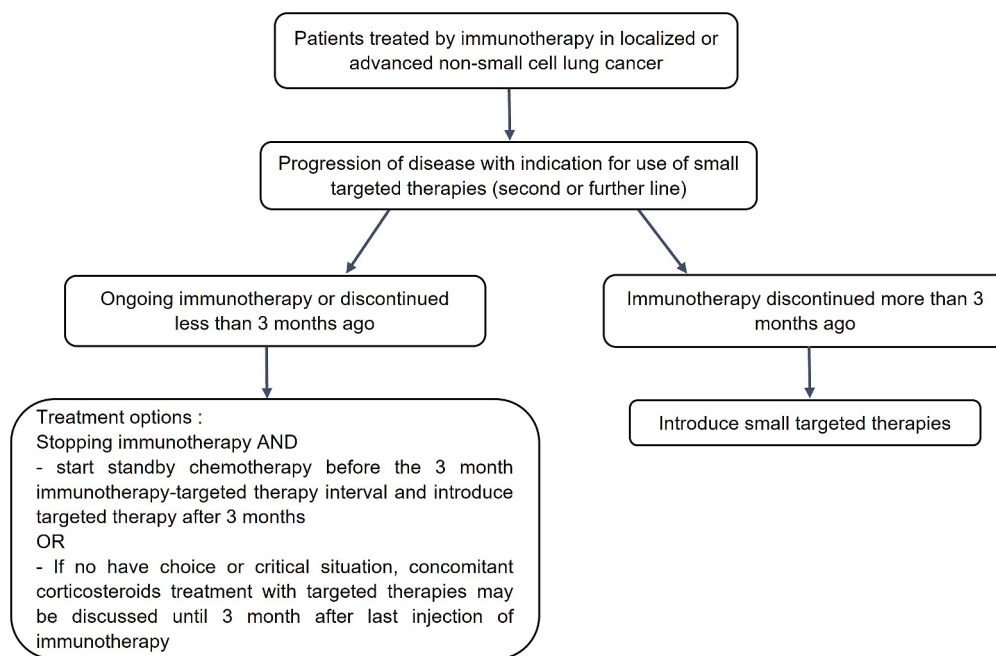 Patients treated by immunotherapy in localized or
advanced non-small cell lung cancer
Progression of disease with indication for use of small
targeted therapies (second or further line)
Ongoing immunotherapy or discontinued
less than 3 months ago
Immunotherapy discontinued more than 3
months ago
Treatment options :
Stopping immunotherapy AND
- start standby chemotherapy before the 3 month
immunotherapy-targeted therapy interval and introduce
targeted therapy after 3 months
OR
- If no have choice or critical situation, concomitant
corticosteroids treatment with targeted therapies may
be discussed until 3 month after last injection of
immunotherapy
Introduce small targeted therapies